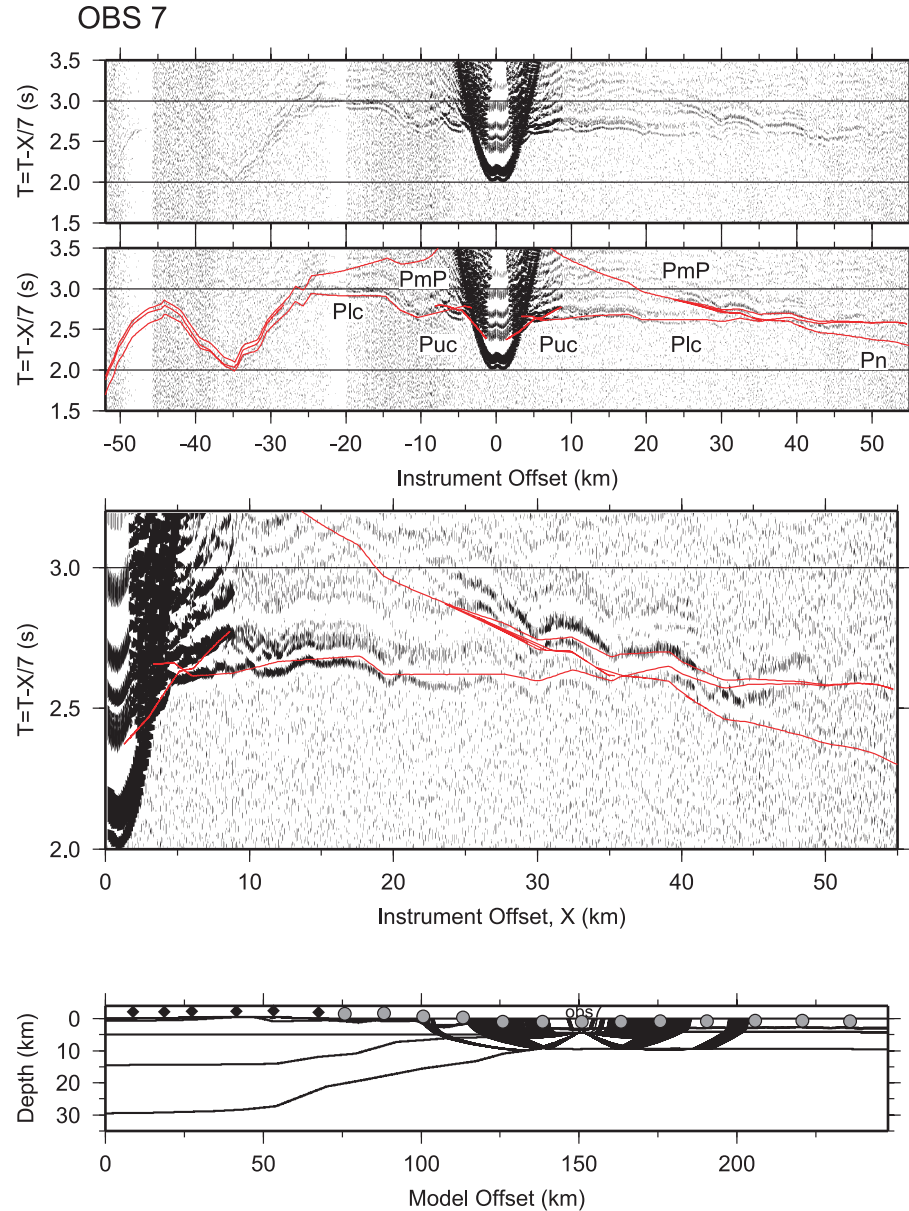 OBS 7
T=T-X/7 (s)
3.5
3.0
2.5
2.0
1.5
T=T-X/7 (s)
3.5
3.0
2.5
2.0
1.5
PmP
PmP
Plc
Puc
Puc
Plc
Pn
-50 -40 -30 -20 -10 0 10 20 30 40 50
Instrument Offset (km)
T=T-X/7 (s)
3.0
2.5
2.0
0 10 20 30 40 50
Instrument Offset, X (km)
obs7
Depth (km)
0
10
20
30
0 50 100 150 200
Model Offset (km)